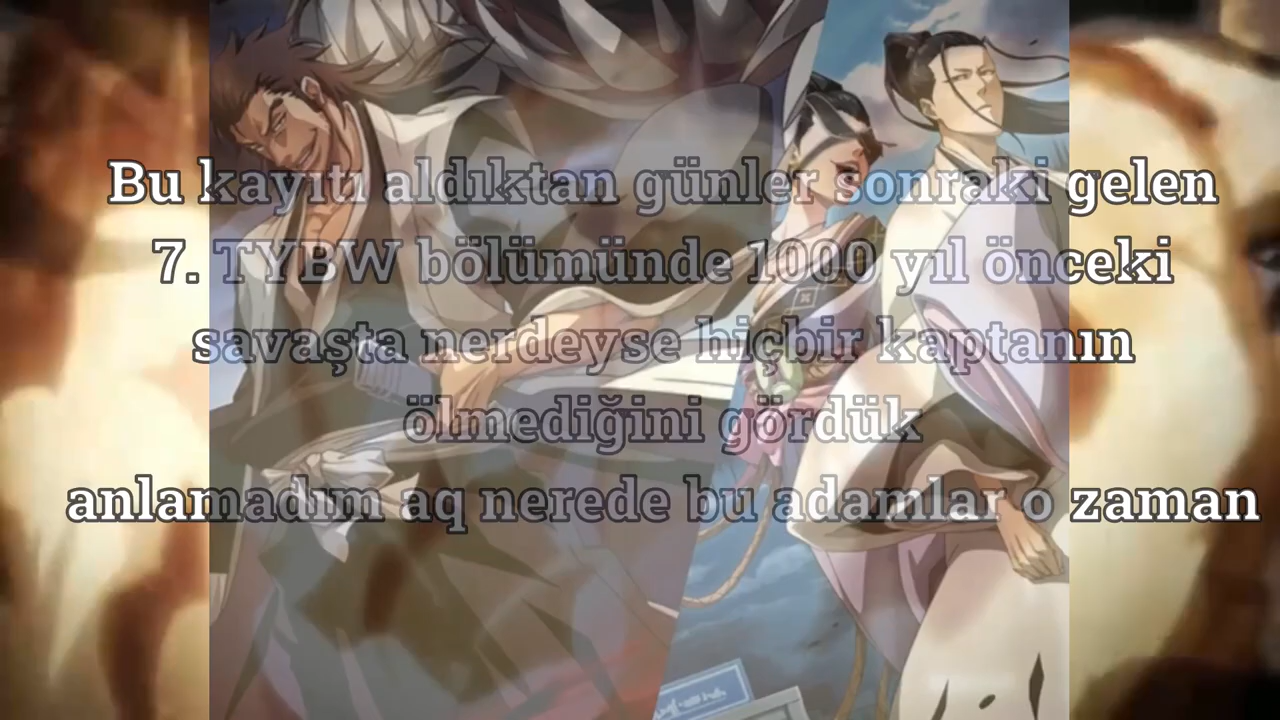 Bu kayıtı aldıktan günler sonraki gelen
7. TYBW bölümünde 1000 yıl önceki
savaşta nerdeyse hiçbir kaptanın
ölmediğini gördük
anlamadım aq nerede bu adamlar o zaman